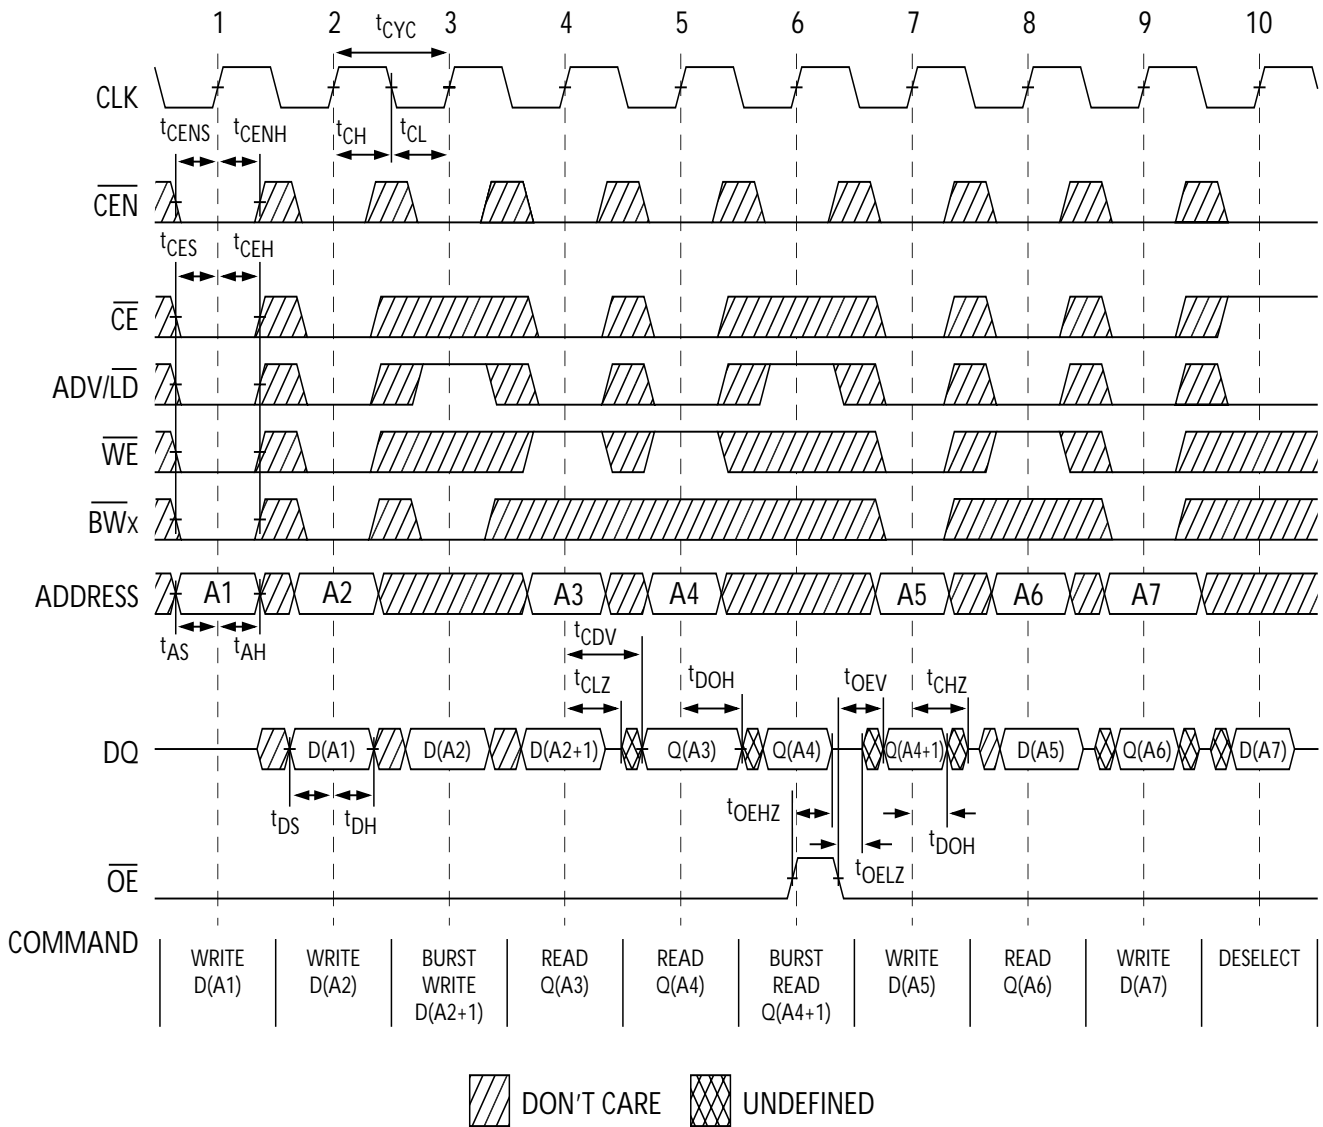 1 2 tCYC 3 4 5 6 7 8 9 10
CLK
tCENS tCENH tCH tCL
CEN
tCES tCEH
CE
ADV/LD
WE
BWx
ADDRESS A1 A2 A3 A4 A5 A6 A7
tAS tAH tCDV
tCLZ tDOH tOEV tCHZ
DQ D(A1) D(A2) D(A2+1) Q(A3) Q(A4) Q(A4+1) D(A5) Q(A6) D(A7)
tDS tDH tOEHZ tDOH
OE tOELZ
COMMAND
WRITE WRITE BURST READ READ BURST WRITE READ WRITE DESELECT
D(A1) D(A2) WRITE Q(A3) Q(A4) READ D(A5) Q(A6) D(A7)
D(A2+1) Q(A4+1)
DON'T CARE UNDEFINED